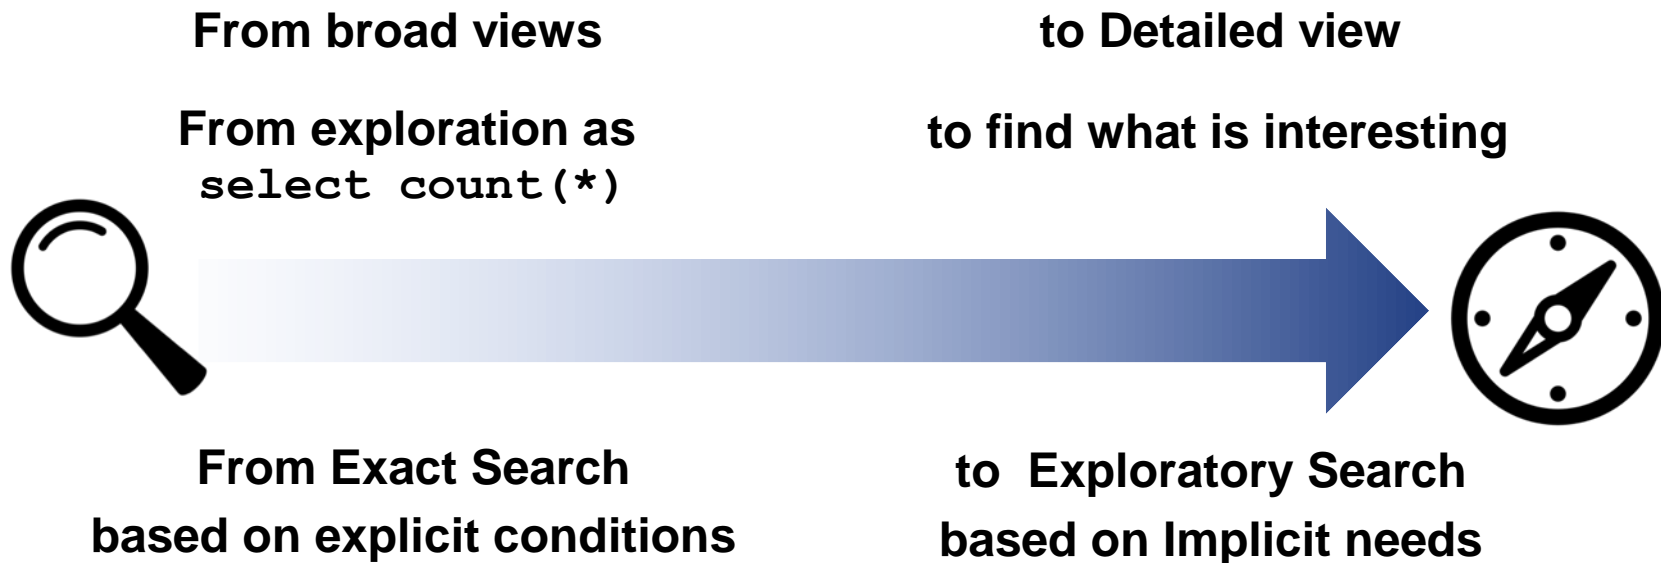 From broad views
to Detailed view
From exploration as
select count(*)
to find what is interesting
From Exact Search
based on explicit conditions
to Exploratory Search
based on Implicit needs